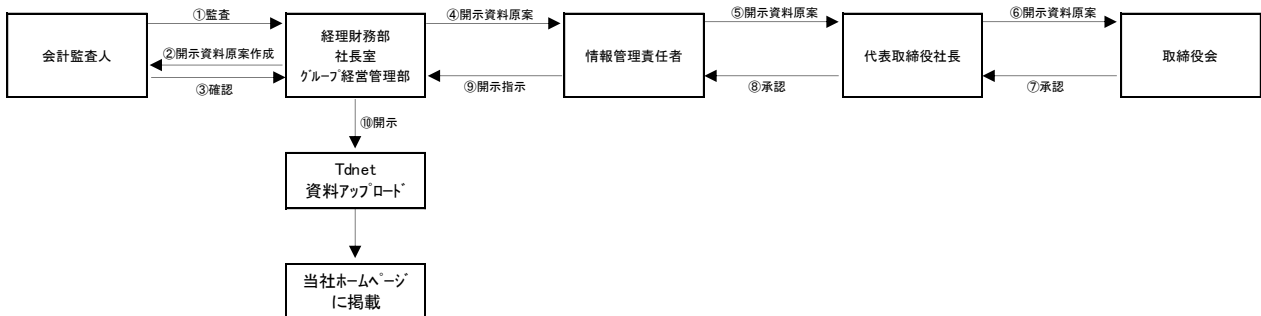 ①監査
④開示資料原案
⑤開示資料原案
⑥開示資料原案
会計監査人
②開示資料原案作成
③確認
経理財務部
社長室
ｸﾞﾙｰﾌﾟ経営管理部
情報管理責任者
代表取締役社長
取締役会
⑨開示指示
⑧承認
⑦承認
⑩開示
Tdnet
資料ｱｯﾌﾟﾛｰﾄﾞ
当社ﾎｰﾑﾍﾟｰｼﾞ
に掲載